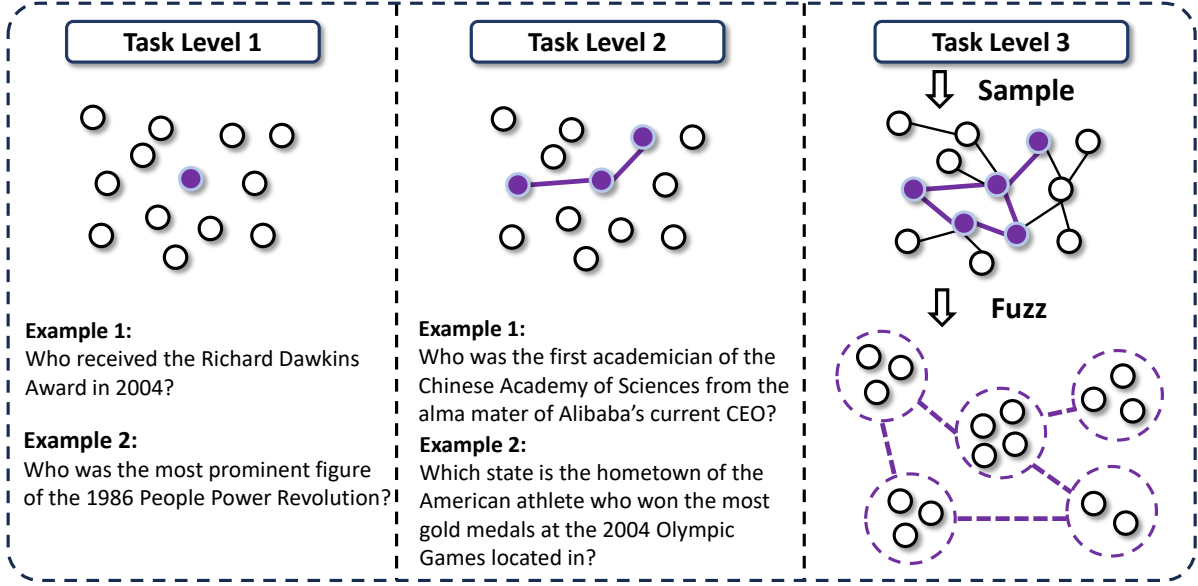 Task Level 1
Example 1:
Who received the Richard Dawkins
Award in 2004?
Example 2:
Who was the most prominent figure
of the 1986 People Power Revolution?
Task Level 2
Example 1:
Who was the first academician of the
Chinese Academy of Sciences from the
alma mater of Alibaba’s current CEO?
Example 2:
Which state is the hometown of the
American athlete who won the most
gold medals at the 2004 Olympic
Games located in?
Task Level 3
Sample
Fuzz